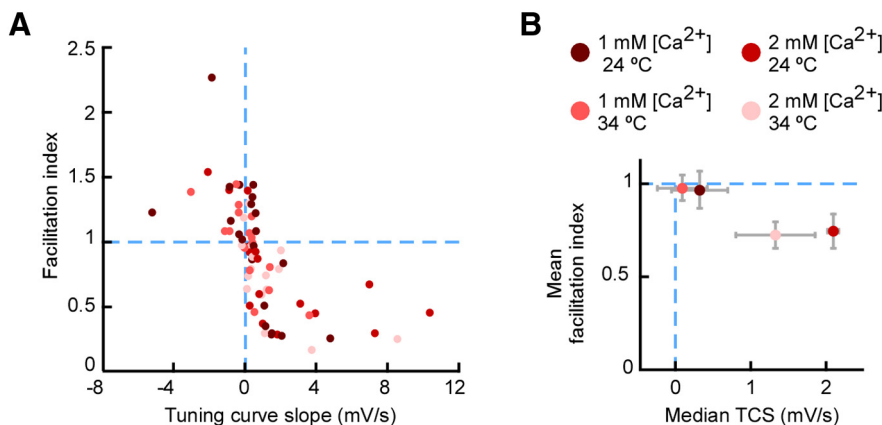 A
Facilitation index
2.5
2
1.5
1
0.5
0
-8
-4
0
4
8
12
Tuning curve slope (mV/s)
B
1 mM [Ca2+]
24 ºC
2 mM [Ca2+]
24 ºC
1 mM [Ca2+]
34 ºC
2 mM [Ca2+]
34 ºC
Mean
facilitation index
1
0.5
0
0
1
2
Median TCS (mV/s)